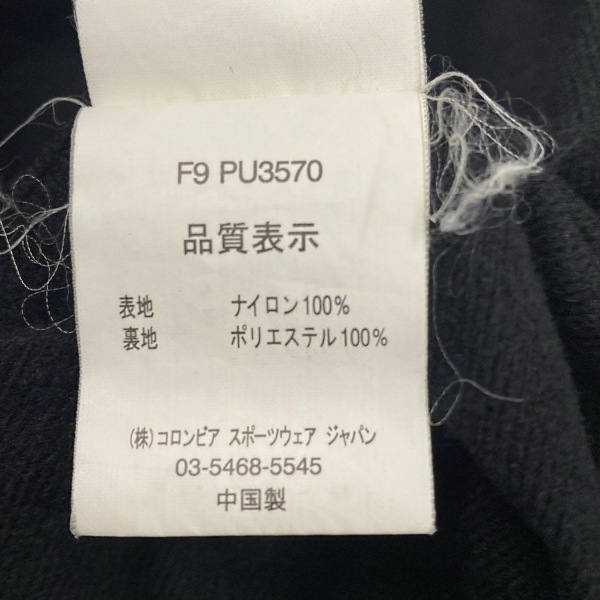 F9 PU3570
品質表示
表地 ナイロン100%
裏地 ポリエステル100%
(株)コロンビア スポーツウェア ジャパン
03-5468-5545
中国製